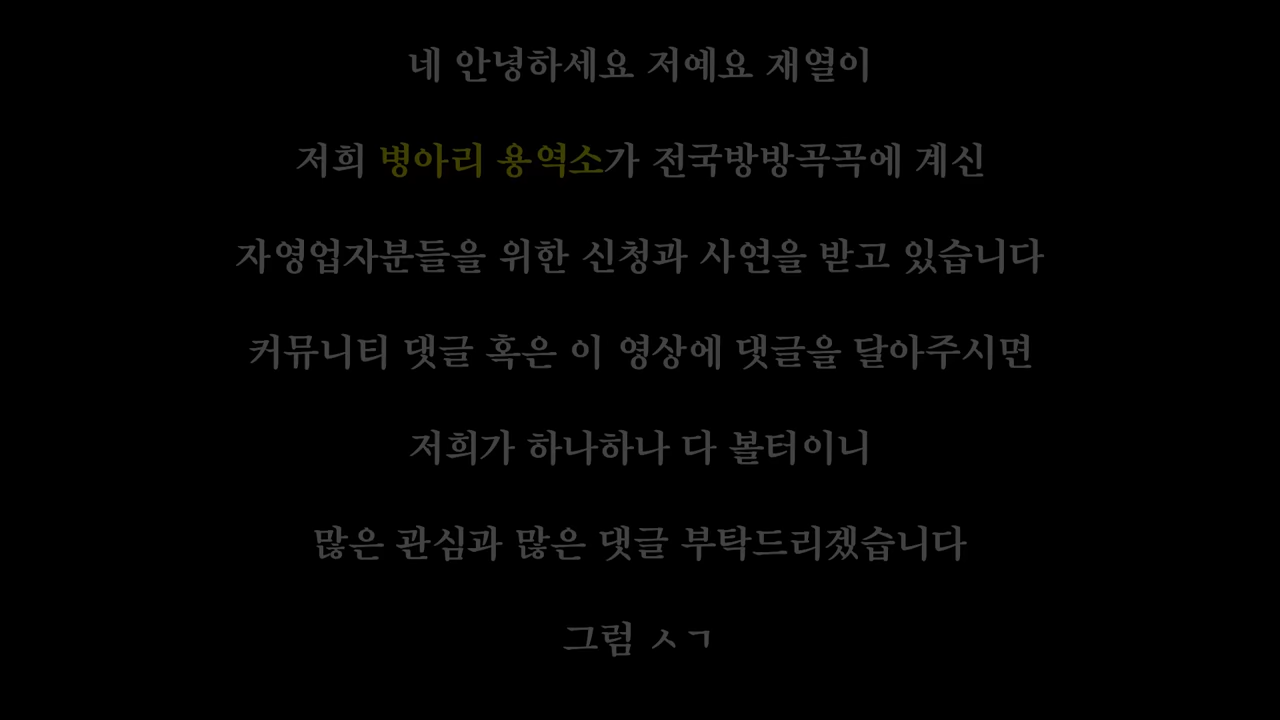 네 안녕하세요 저예요 재열이
저희 병아리 용역소가 전국방방곡곡에 계신
자영업자분들을 위한 신청과 사연을 받고 있습니다
커뮤니티 댓글 혹은 이 영상에 댓글을 달아주시면
저희가 하나하나 다 볼터이니
많은 관심과 많은 댓글 부탁드리겠습니다
그럼 ㅅㄱ